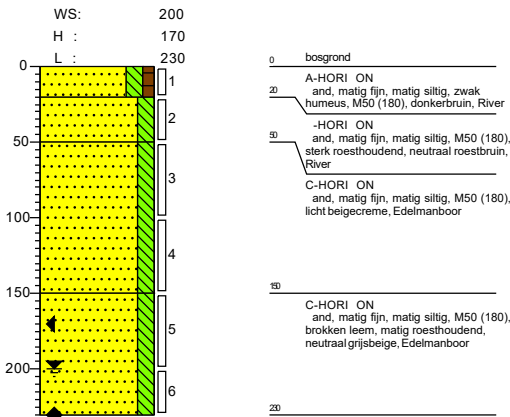 WS: 200
H : 170
L : 230
0
50
100
150
200
1
2
3
4
5
6
0 bosgrond
A-HORI ON
20 and, matig fijn, matig siltig, zwak
humeus, M50 (180), donkerbruin, River
-HORI ON
50 and, matig fijn, matig siltig, M50 (180),
sterk roesthoudend, neutraal roestbruin,
River
C-HORI ON
and, matig fijn, matig siltig, M50 (180),
licht beigecreme, Edelmanboor
150
C-HORI ON
and, matig fijn, matig siltig, M50 (180),
brokken leem, matig roesthoudend,
neutraal grijsbeige, Edelmanboor
230